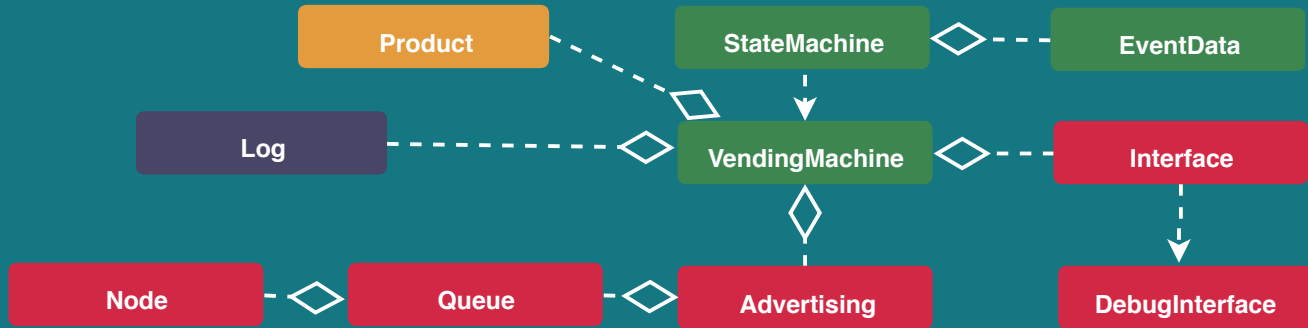 Product
StateMachine
EventData
Log
VendingMachine
Interface
Node
Queue
Advertising
DebugInterface